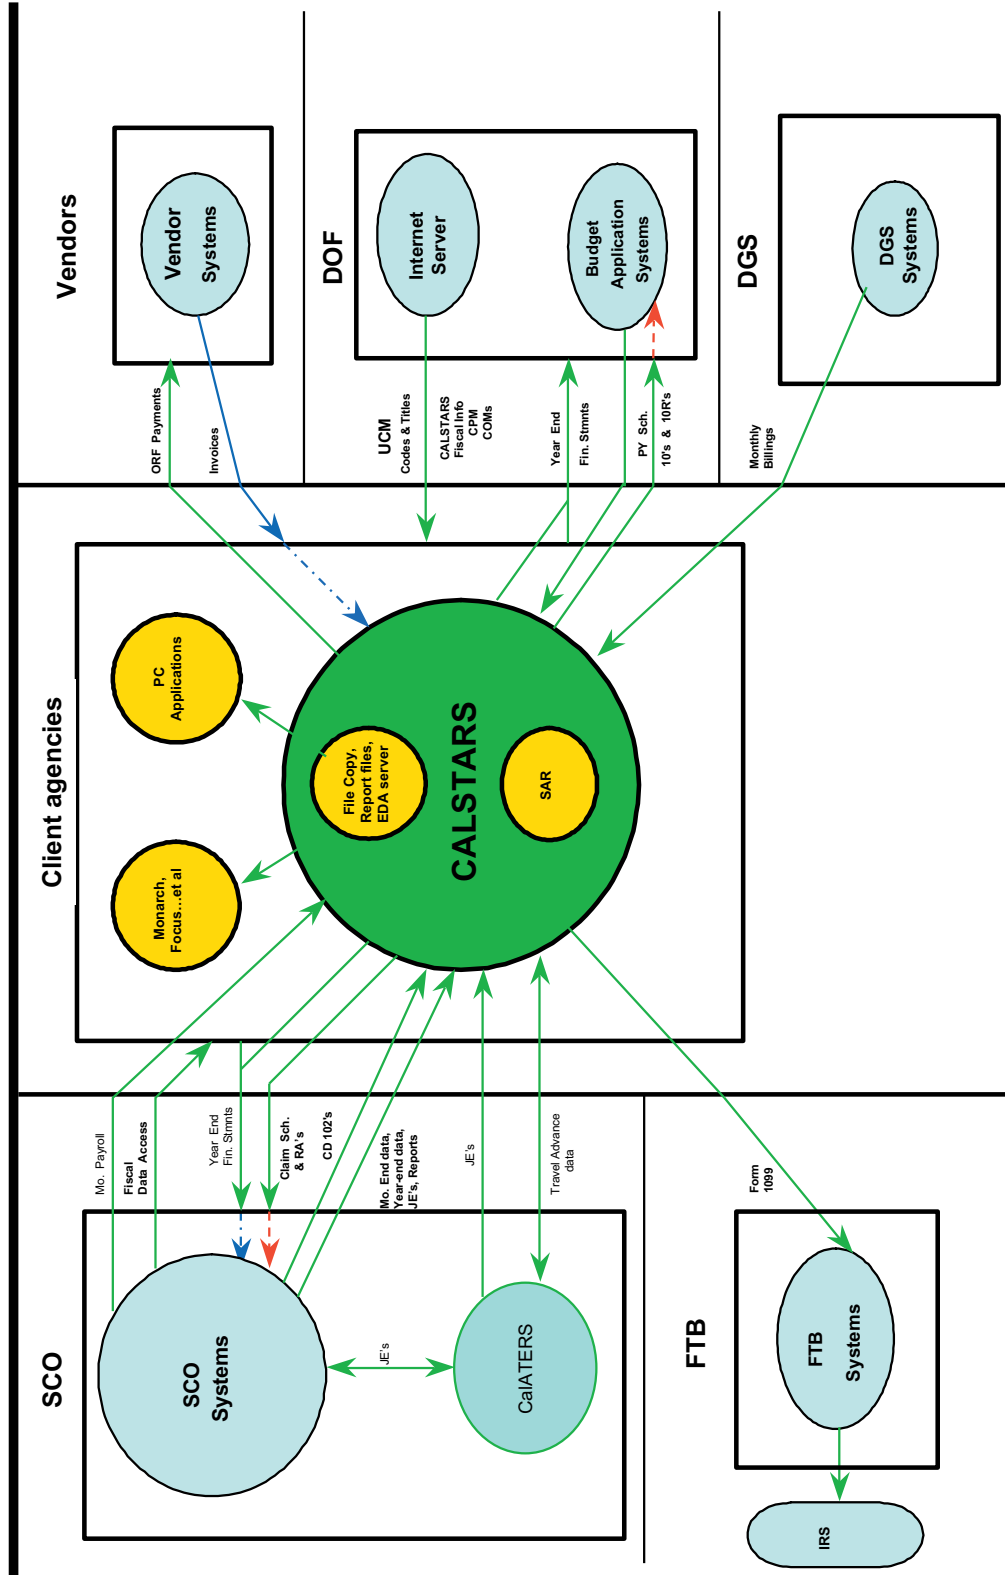 SCO
SCO
Systems
JE's
CalATERS
Mo. Payroll
Fiscal
Data Access
Year End
Fin. Stmnts
Claim Sch.
& RA's
CD 102's
Mo. End data,
Year-end data,
JE's, Reports
JE's
Travel Advance
data
FTB
FTB
Systems
IRS
Form
1099
Client agencies
Monarch,
Focus...et al
PC
Applications
File Copy,
Report files,
EDA server
CALSTARS
SAR
Vendors
Vendor
Systems
ORF Payments
Invoices
DOF
Internet
Server
Budget
Application
Systems
UCM
Codes & Titles
CALSTARS
Fiscal Info
CPM
COMs
Year End
Fin. Stmnts
PY Sch.
10's & 10R's
DGS
DGS
Systems
Monthly
Billings